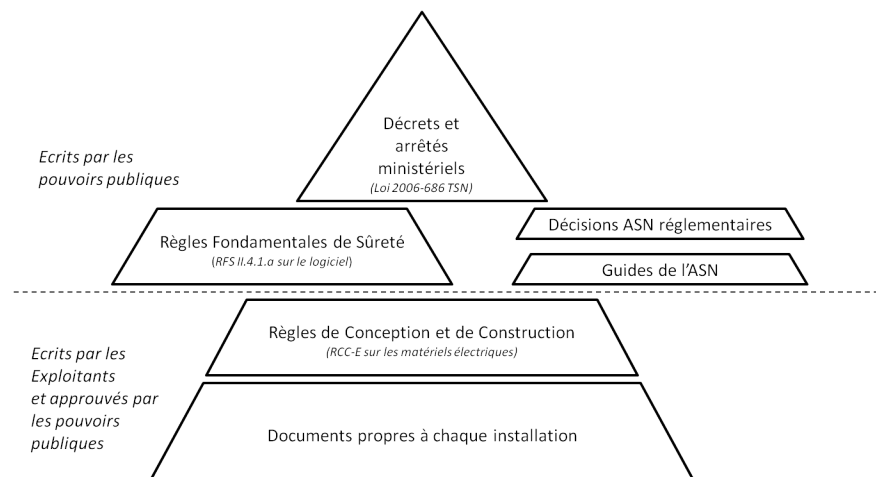 Décrets et
arrêtés
ministériels
(Loi 2006-686 TSN)
Ecrits par les
pouvoirs publiques
Règles Fondamentales de Sûreté
(RFS II.4.1.a sur le logiciel)
Décisions ASN réglementaires
Guides de l'ASN
Règles de Conception et de Construction
(RCC-E sur les matériels électriques)
Ecrits par les
Exploitants
et approuvés par
les pouvoirs
publiques
Documents propres à chaque installation